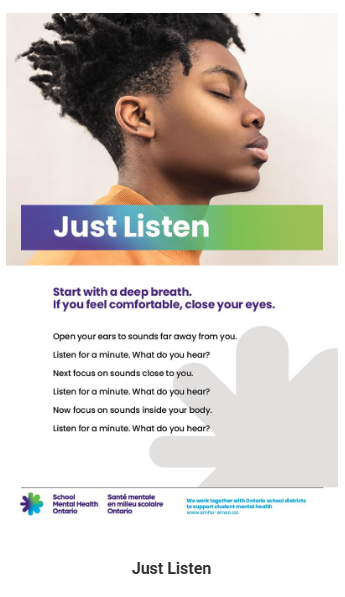 Just Listen
Start with a deep breath.
If you feel comfortable, close your eyes.
Open your ears to sounds far away from you.
Listen for a minute. What do you hear?
Next focus on sounds close to you.
Listen for a minute. What do you hear?
Now focus on sounds inside your body.
Listen for a minute. What do you hear?
School
Mental Health
Ontario
Santé mentale
en milieu scolaire
Ontario
We work together with Ontario school districts
to support student mental health
www.smho-smso.ca
Just Listen